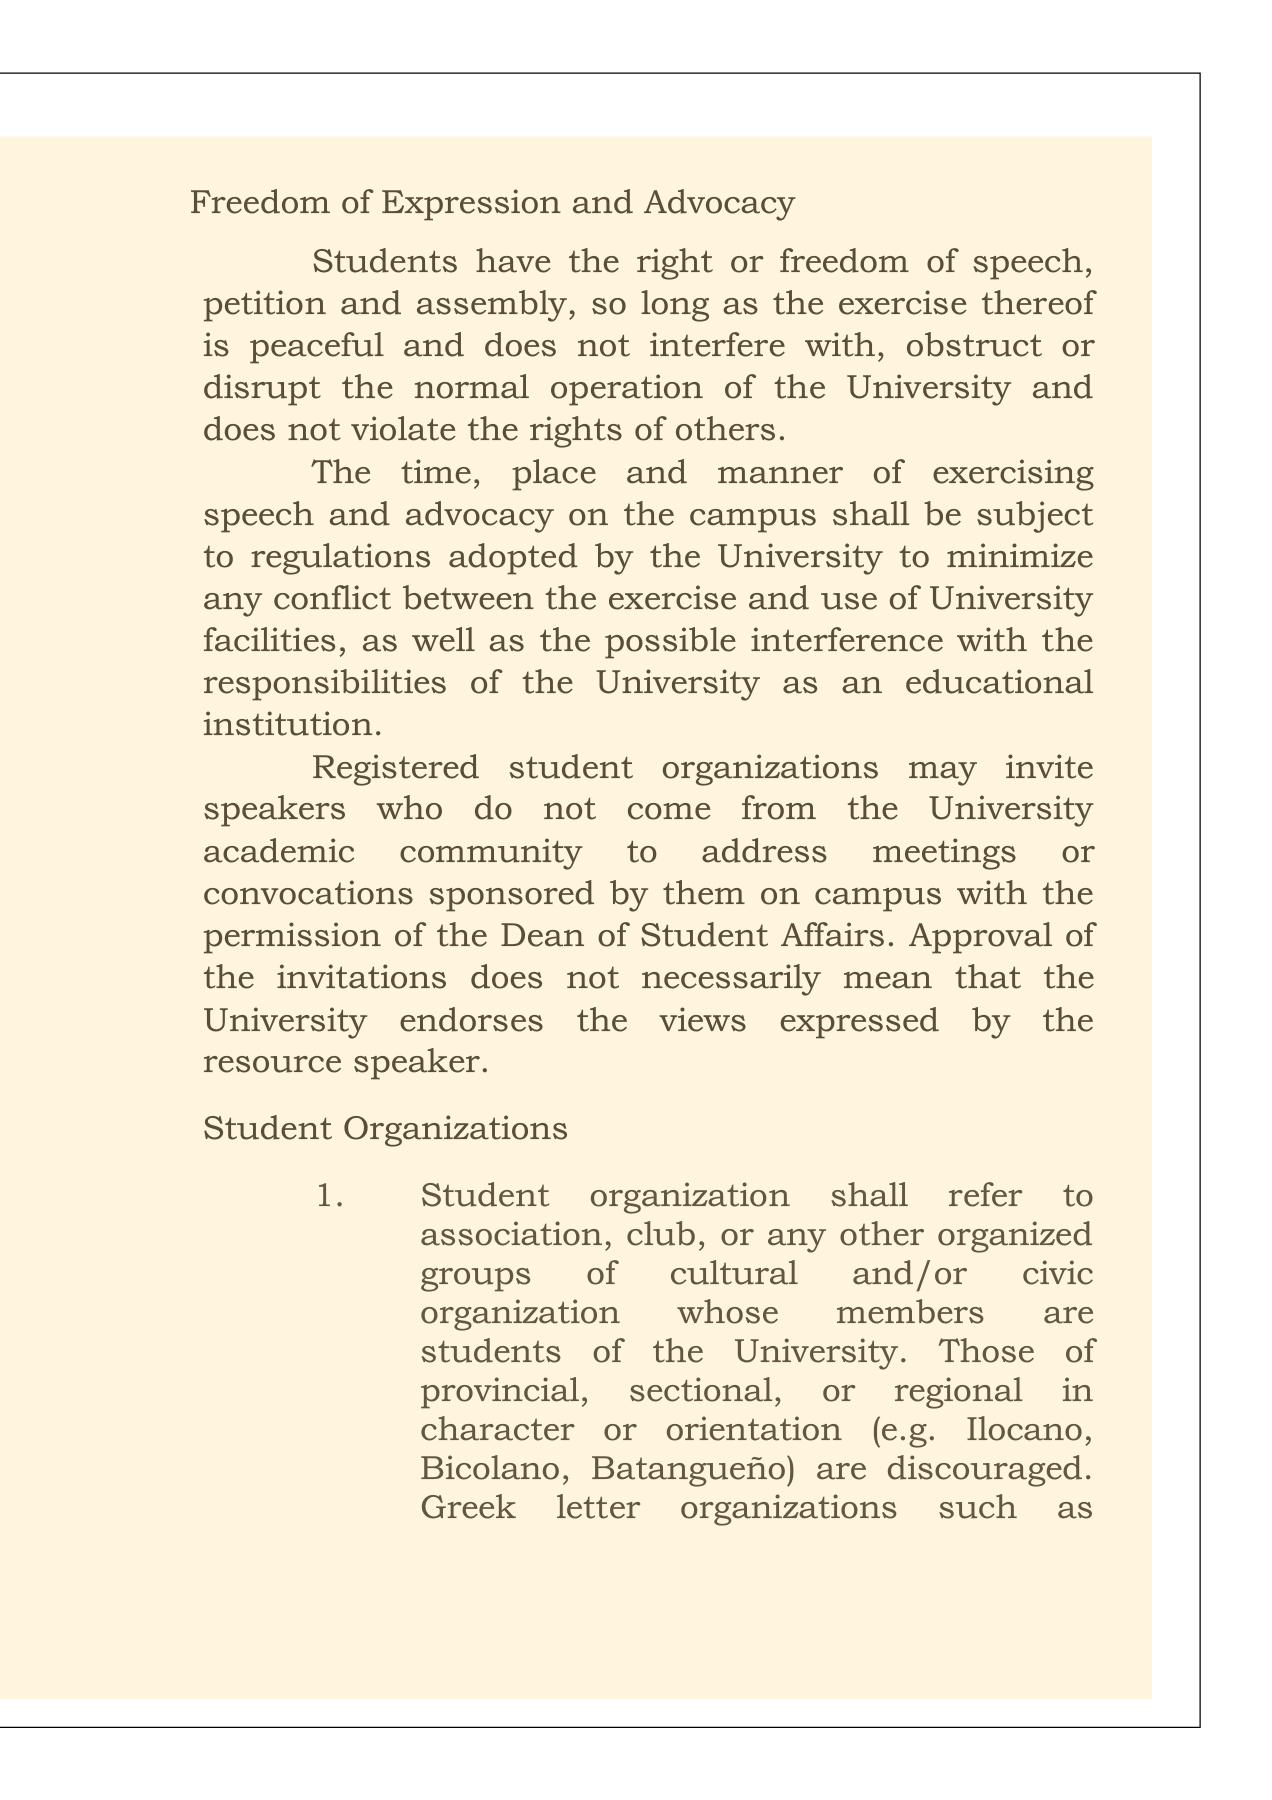 Freedom of Expression and Advocacy
Students have the right or freedom of speech,
petition and assembly, so long as the exercise thereof
is peaceful and does not interfere with, obstruct or
disrupt the normal operation of the University and
does not violate the rights of others.
The time, place and manner of exercising
speech and advocacy on the campus shall be subject
to regulations adopted by the University to minimize
any conflict between the exercise and use of University
facilities, as well as the possible interference with the
responsibilities of the University as an educational
institution.
Registered student organizations may invite
speakers who do not come from the University
academic community to address meetings or
convocations sponsored by them on campus with the
permission of the Dean of Student Affairs. Approval of
the invitations does not necessarily mean that the
University endorses the views expressed by the
resource speaker.
Student Organizations
1. Student organization shall refer to
association, club, or any other organized
groups of cultural and/or civic
organization whose members are
students of the University. Those of
provincial, sectional, or regional in
character or orientation (e.g. Ilocano,
Bicolano, Batangueño) are discouraged.
Greek letter organizations such as